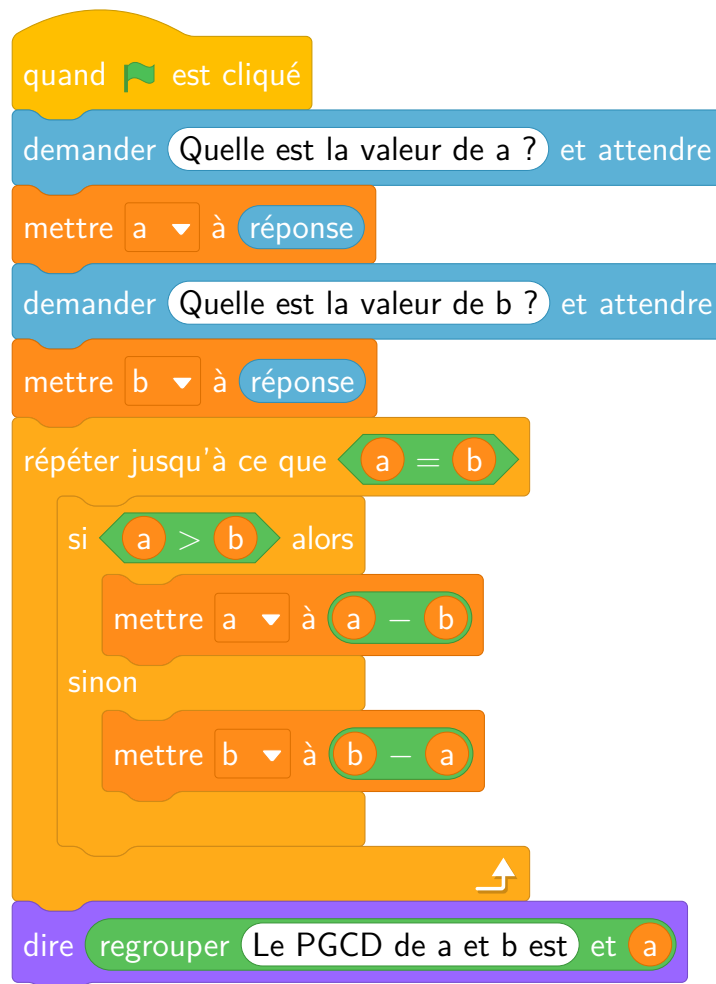 quand est cliqué
demander Quelle est la valeur de a ? et attendre
mettre a à réponse
demander Quelle est la valeur de b ? et attendre
mettre b à réponse
répéter jusqu'à ce que a = b
si a > b alors
mettre a à a − b
sinon
mettre b à b − a
dire regrouper Le PGCD de a et b est et a